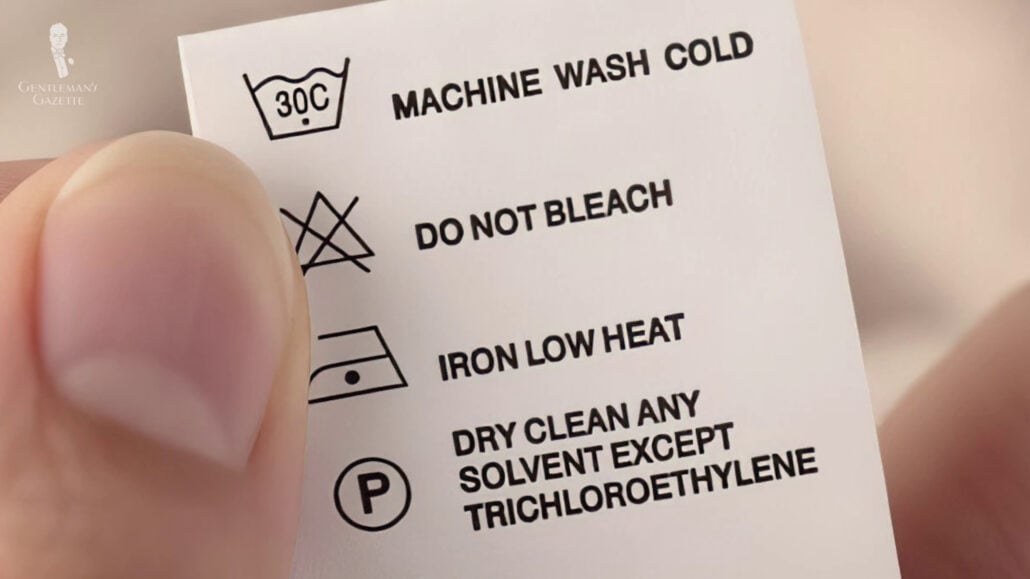 GENTLEMAN'S
GAZETTE
30C
MACHINE WASH COLD
DO NOT BLEACH
IRON LOW HEAT
DRY CLEAN ANY
SOLVENT EXCEPT
P
TRICHLOROETHYLENE